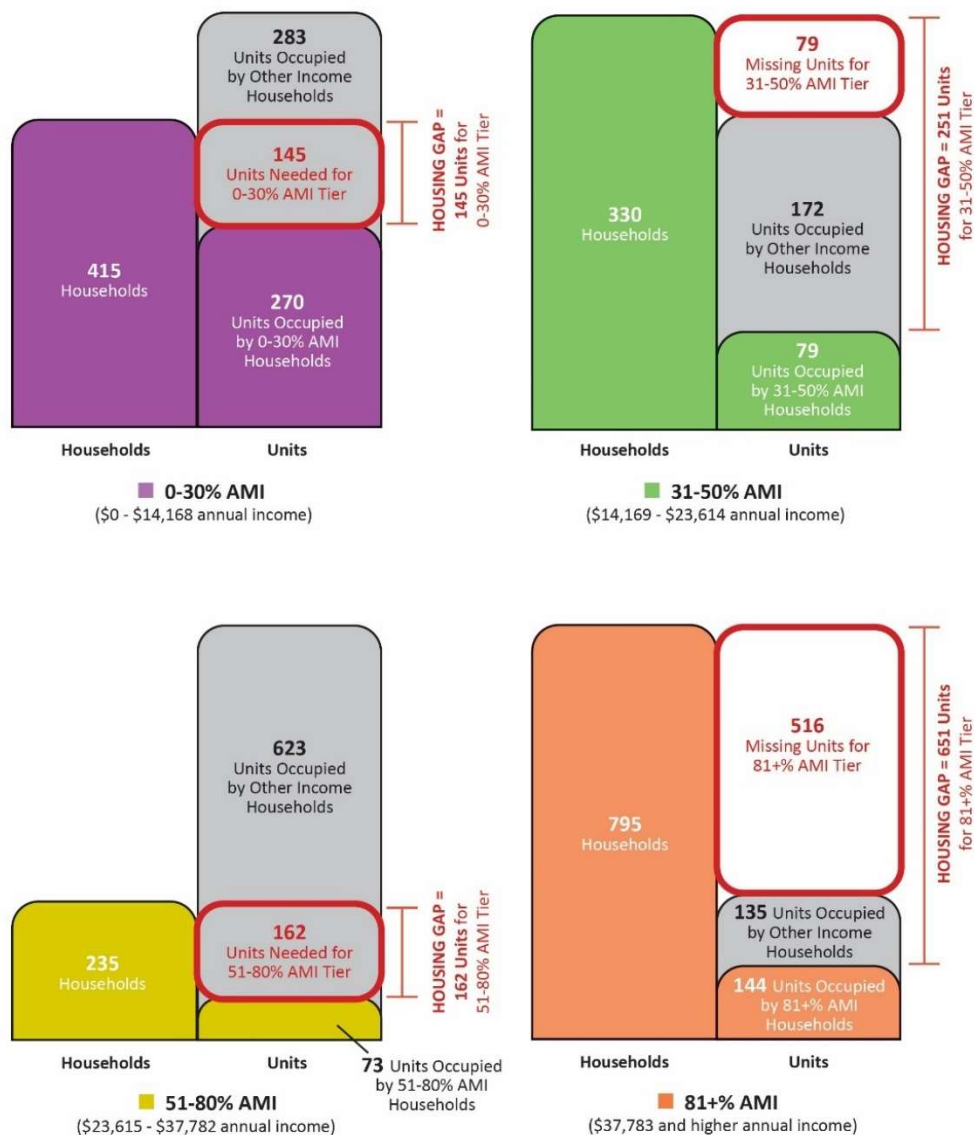 283
Units Occupied
by Other Income
Households
145
Units Needed for
0-30% AMI Tier
415
Households
270
Units Occupied
by 0-30% AMI
Households
HOUSING GAP =
145 Units for
0-30% AMI Tier
Households
Units
0-30% AMI
($0 - $14,168 annual income)
79
Missing Units for
31-50% AMI Tier
330
Households
172
Units Occupied
by Other Income
Households
79
Units Occupied
by 31-50% AMI
Households
HOUSING GAP = 251 Units
for 31-50% AMI Tier
Households
Units
31-50% AMI
($14,169 - $23,614 annual income)
623
Units Occupied
by Other Income
Households
235
Households
162
Units Needed for
51-80% AMI Tier
HOUSING GAP =
162 Units for
51-80% AMI Tier
Households
Units
73 Units Occupied
by 51-80% AMI
Households
51-80% AMI
($23,615 - $37,782 annual income)
516
Missing Units for
81+% AMI Tier
795
Households
135 Units Occupied
by Other Income
Households
144 Units Occupied
by 81+% AMI
Households
HOUSING GAP = 651 Units
for 81+% AMI Tier
Households
Units
81+% AMI
($37,783 and higher annual income)